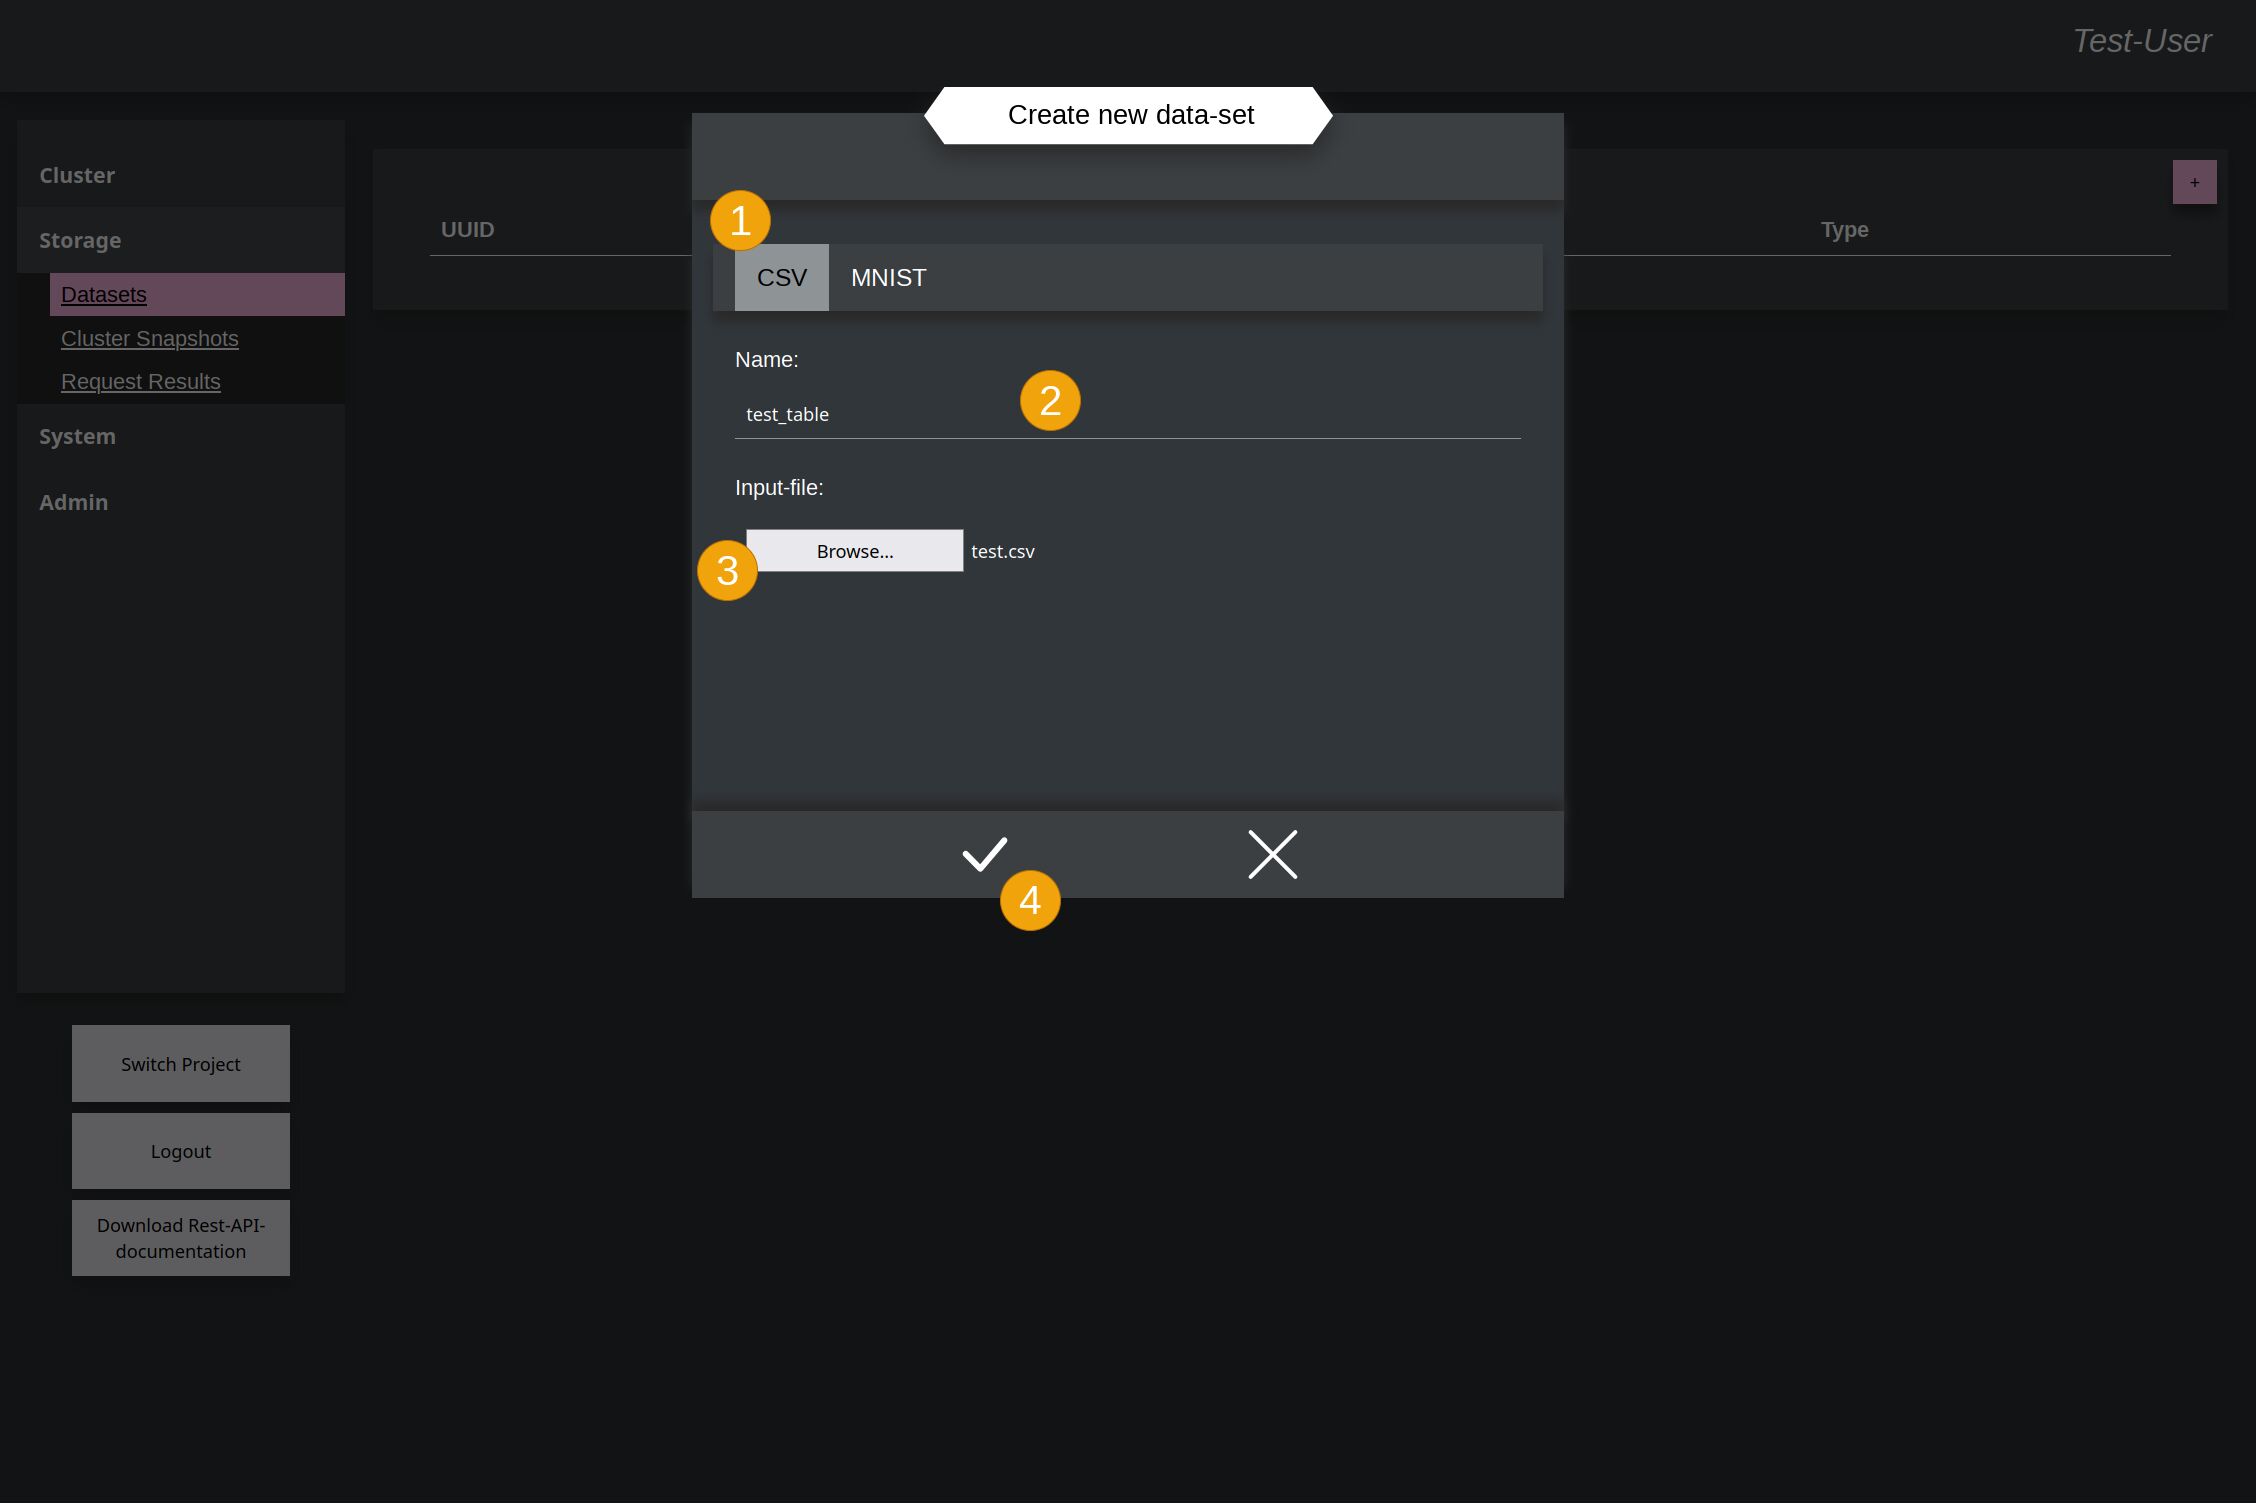 Test-User
Create new data-set
Cluster
Storage
Datasets
Cluster Snapshots
Request Results
System
Admin
Switch Project
Logout
Download Rest-API-
documentation
UUID
Type
+
1
CSV MNIST
Name:
2
test_table
Input-file:
3
Browse... test.csv
4